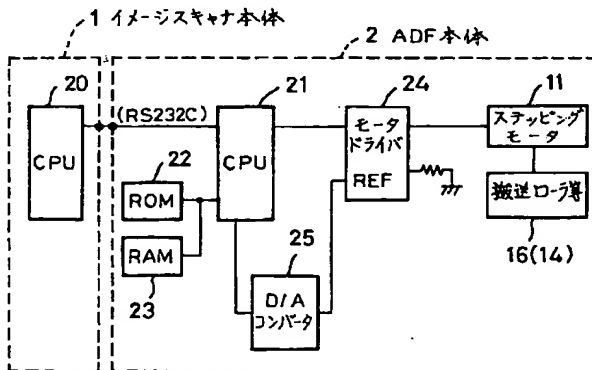 1 イメージスキャナ本体
2 ADF本体
20
CPU
(RS232C)
21
CPU
22
ROM
RAM
23
24
モータ
ドライバ
REF
25
D/A
コンバータ
11
ステッピング
モータ
搬送ローラ等
16(14)